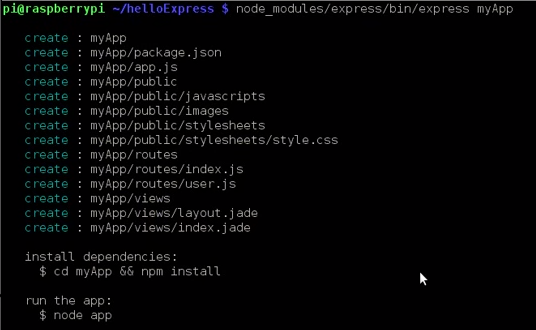 pi@raspberrypi ~/helloExpress $ node_modules/express/bin/express myApp
create : myApp
create : myApp/package.json
create : myApp/app.js
create : myApp/public
create : myApp/public/javascripts
create : myApp/public/images
create : myApp/public/stylesheets
create : myApp/public/stylesheets/style.css
create : myApp/routes
create : myApp/routes/index.js
create : myApp/routes/user.js
create : myApp/views
create : myApp/views/layout.jade
create : myApp/views/index.jade
install dependencies:
$ cd myApp && npm install
run the app:
$ node app